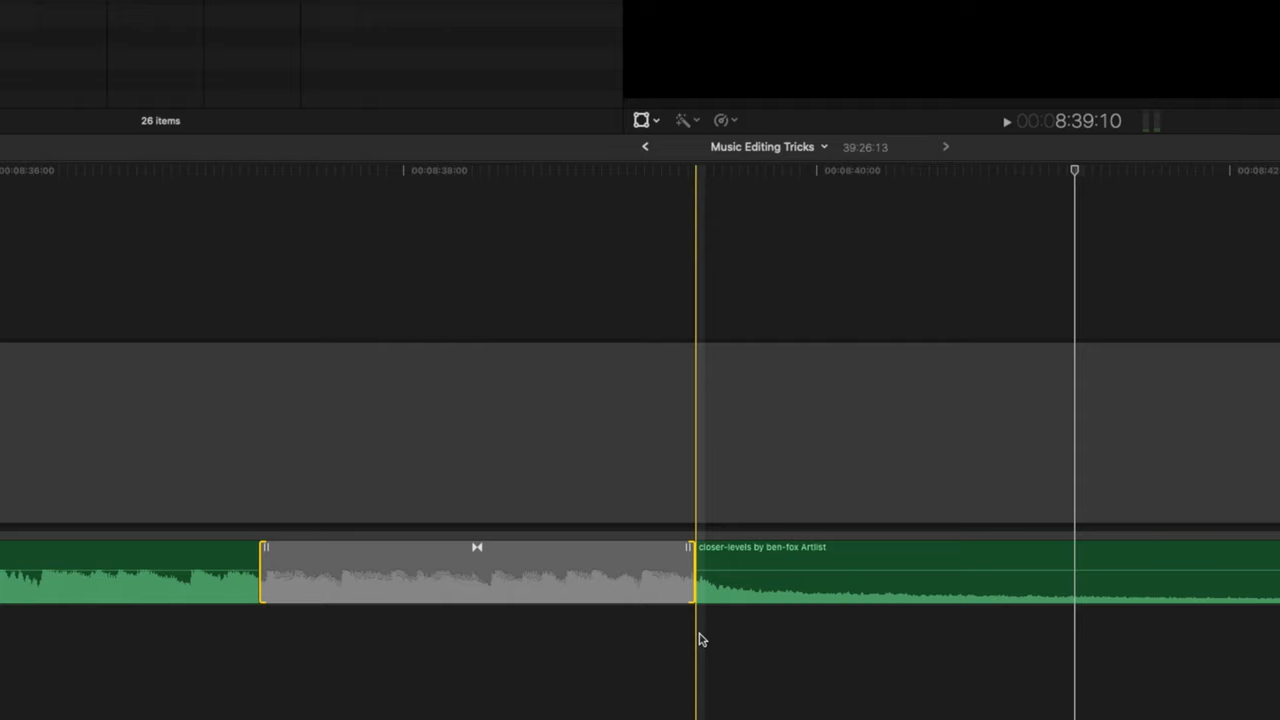 26 items
00:08:39:10
Music Editing Tricks
39:26:13
00:08:36:00
00:08:38:00
00:08:40:00
00:08:42
closer-levels by ben-fox Artlist